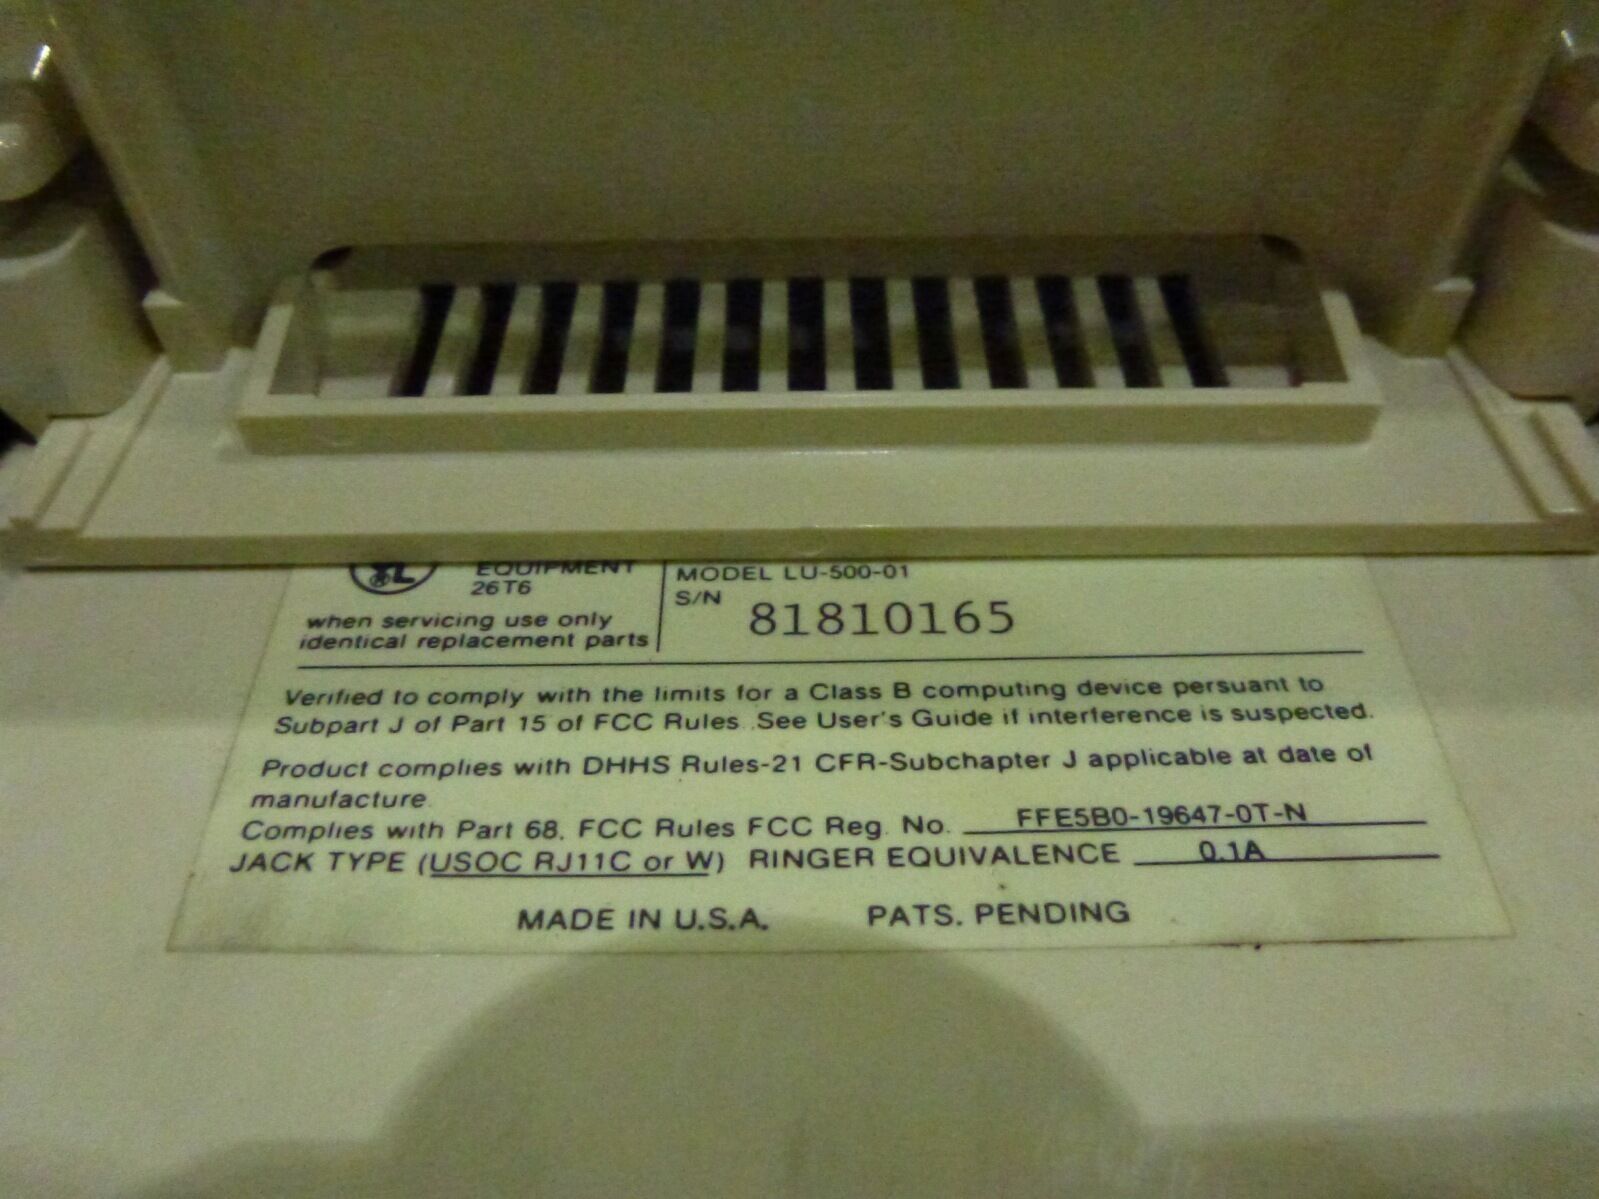 UL
EQUIPMENT
26T6
when servicing use only
identical replacement parts
MODEL LU-500-01
S/N 81810165
Verified to comply with the limits for a Class B computing device persuant to
Subpart J of Part 15 of FCC Rules. See User's Guide if interference is suspected.
Product complies with DHHS Rules-21 CFR-Subchapter J applicable at date of
manufacture.
Complies with Part 68, FCC Rules FCC Reg. No. FFE5B0-19647-0T-N
JACK TYPE (USOC RJ11C or W) RINGER EQUIVALENCE 0.1A
MADE IN U.S.A. PATS. PENDING